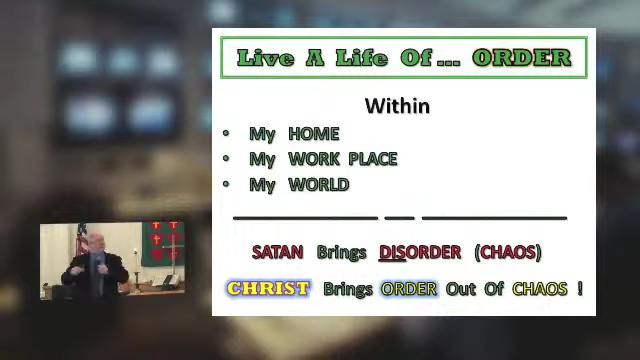 Live A Life Of... ORDER
Within
• My HOME
• My WORK PLACE
• My WORLD
SATAN Brings DISORDER (CHAOS)
CHRIST Brings ORDER Out Of CHAOS !